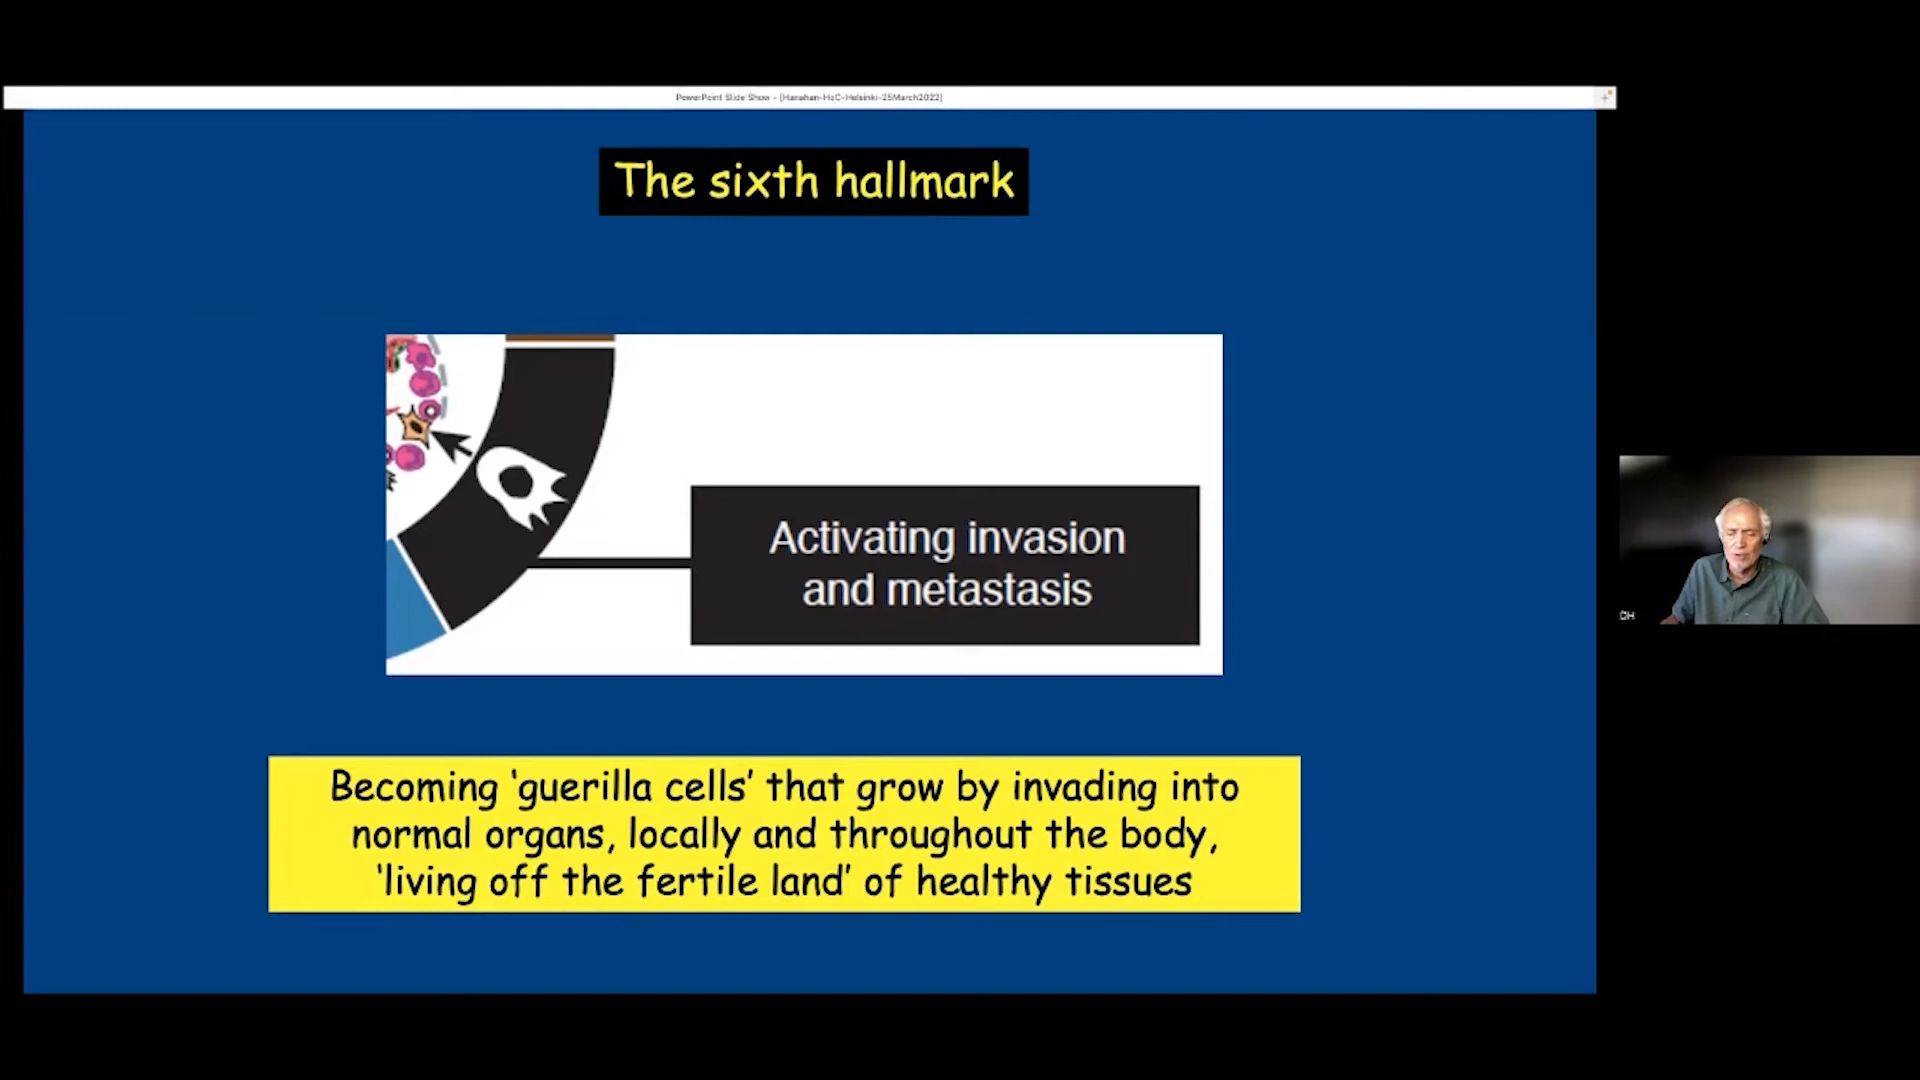 PowerPoint Slide Show - [Hanahan-HoC-Helsinki-25March2022]
The sixth hallmark
Activating invasion
and metastasis
Becoming ‘guerilla cells’ that grow by invading into
normal organs, locally and throughout the body,
‘living off the fertile land’ of healthy tissues
DH